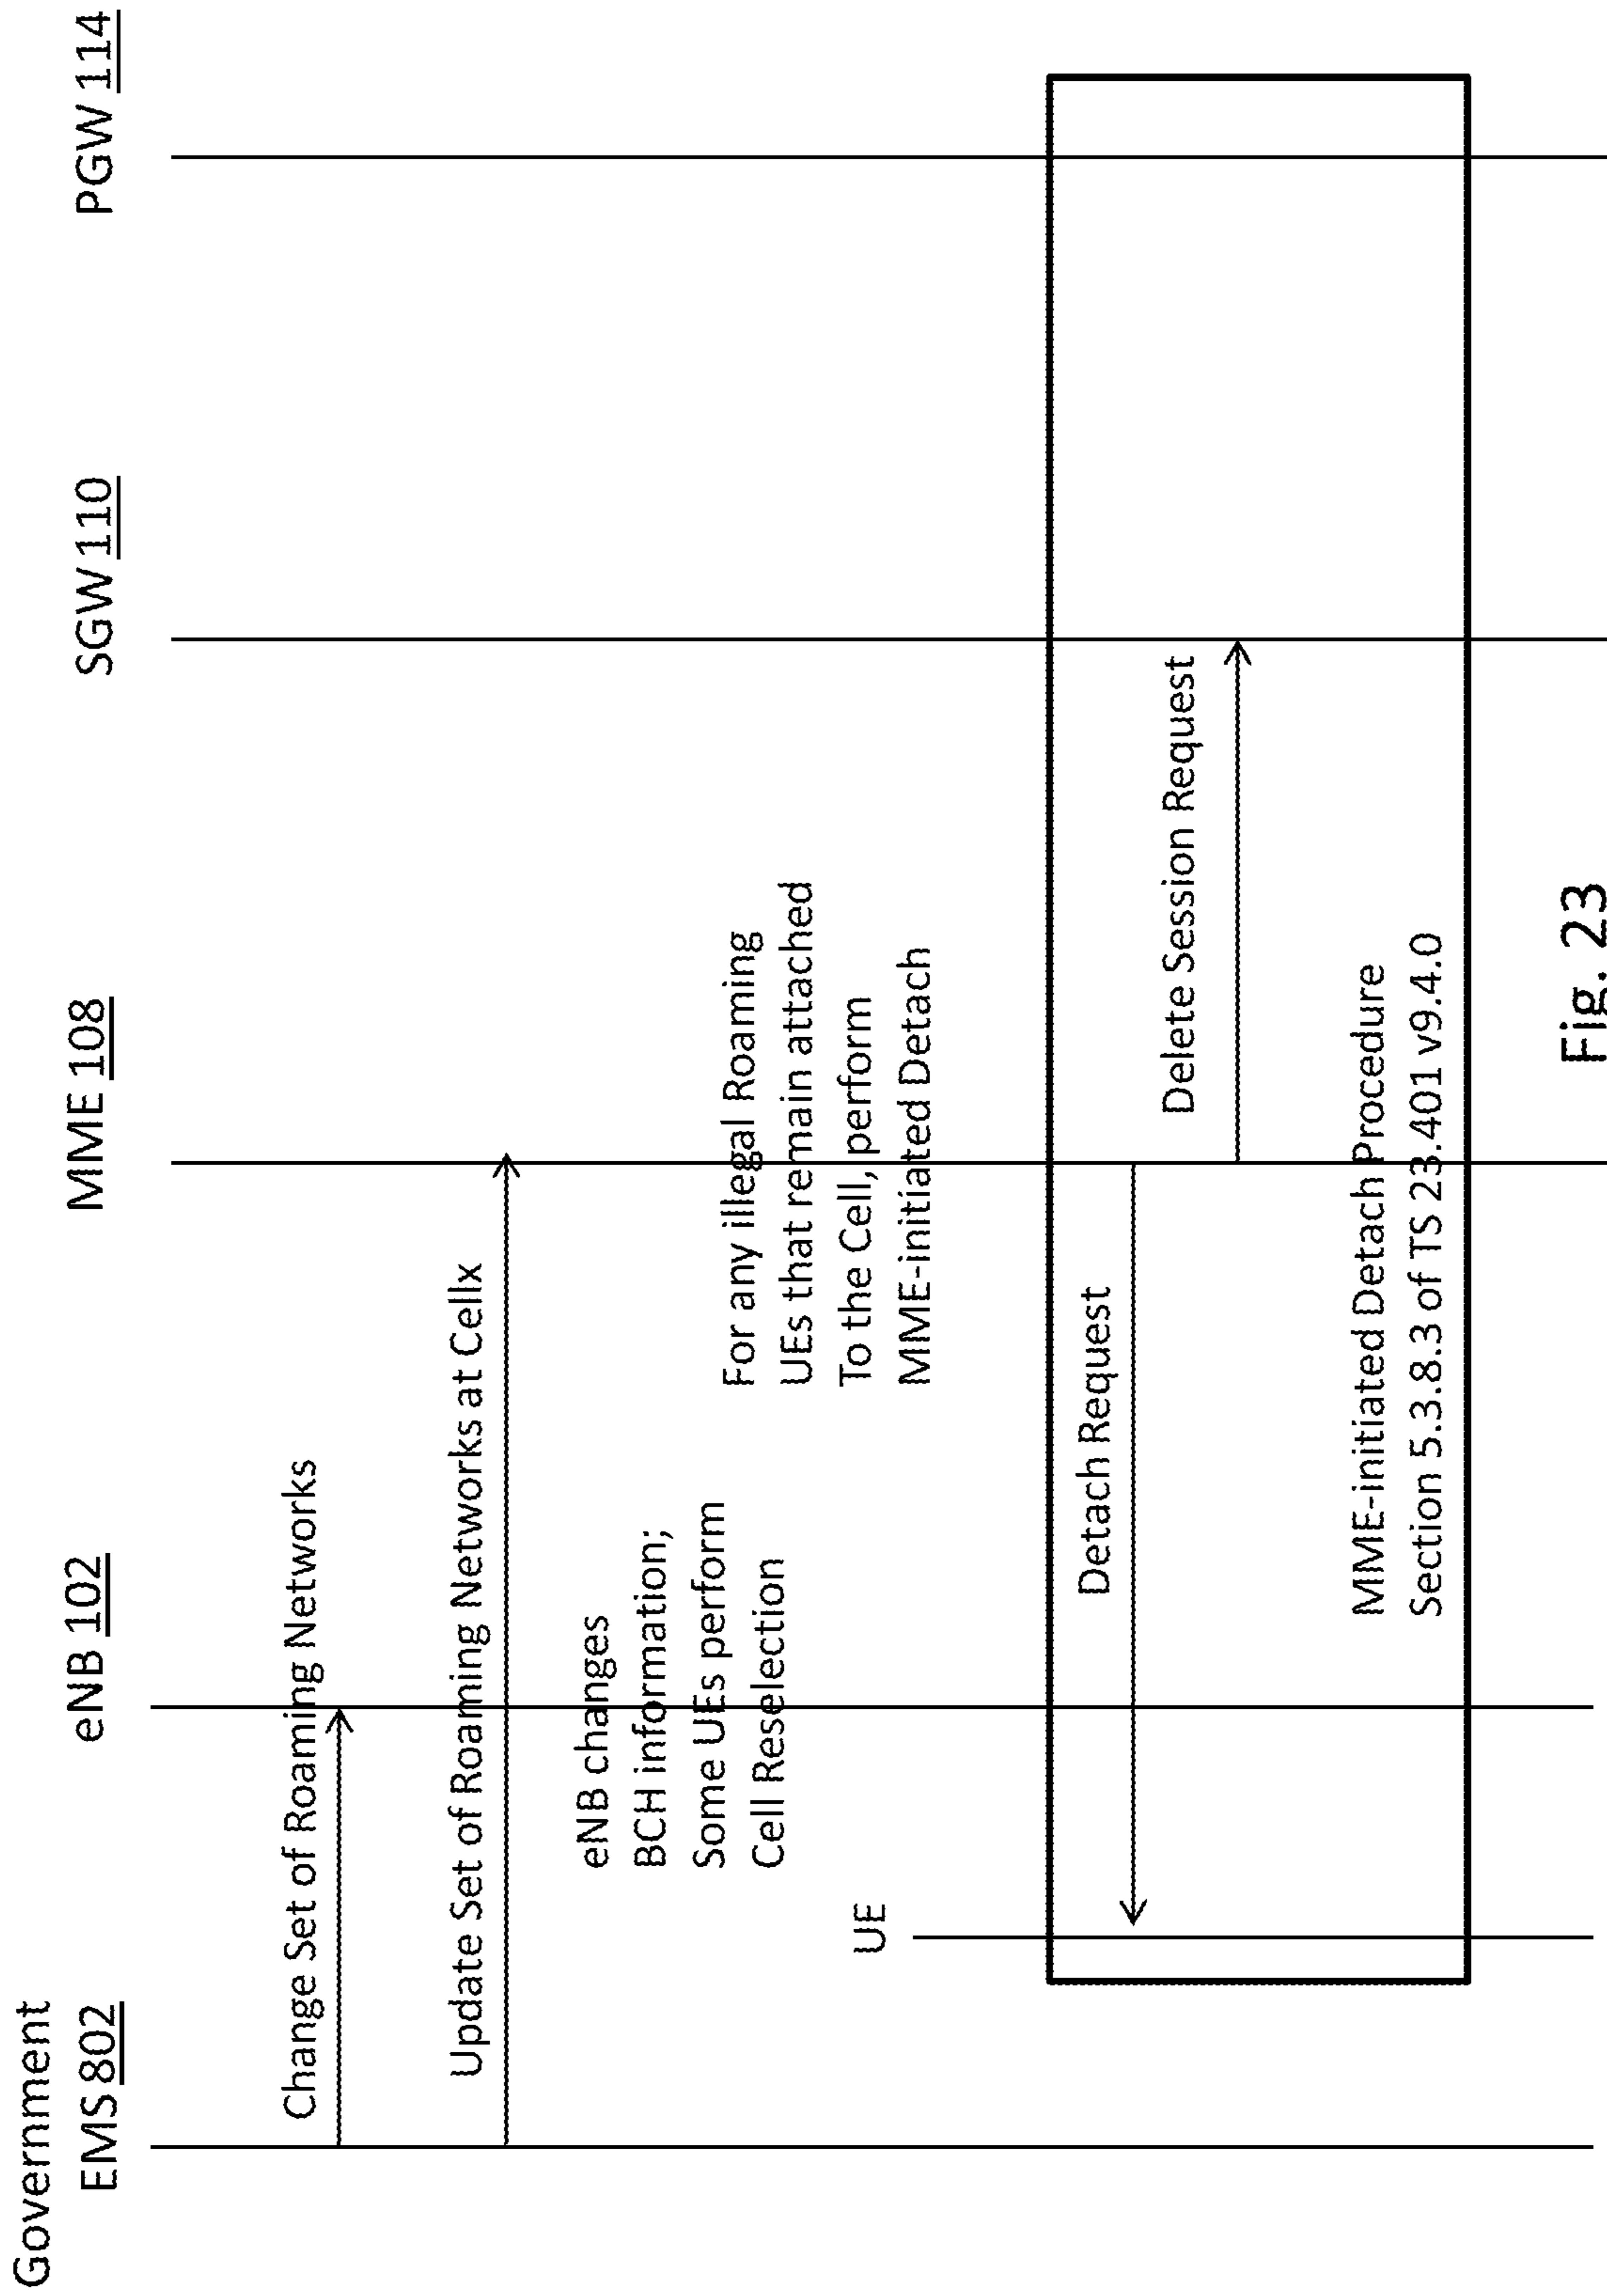 Government
EMS 802
eNB 102
MME 108
SGW 110
PGW 114
Change Set of Roaming Networks
Update Set of Roaming Networks at Cellx
eNB changes
BCH information;
Some UEs perform
Cell Reselection
For any illegal Roaming
UEs that remain attached
To the Cell, perform
MME-initiated Detach
UE
Detach Request
Delete Session Request
MME-initiated Detach Procedure
Section 5.3.8.3 of TS 23.401 v9.4.0
Fig. 23